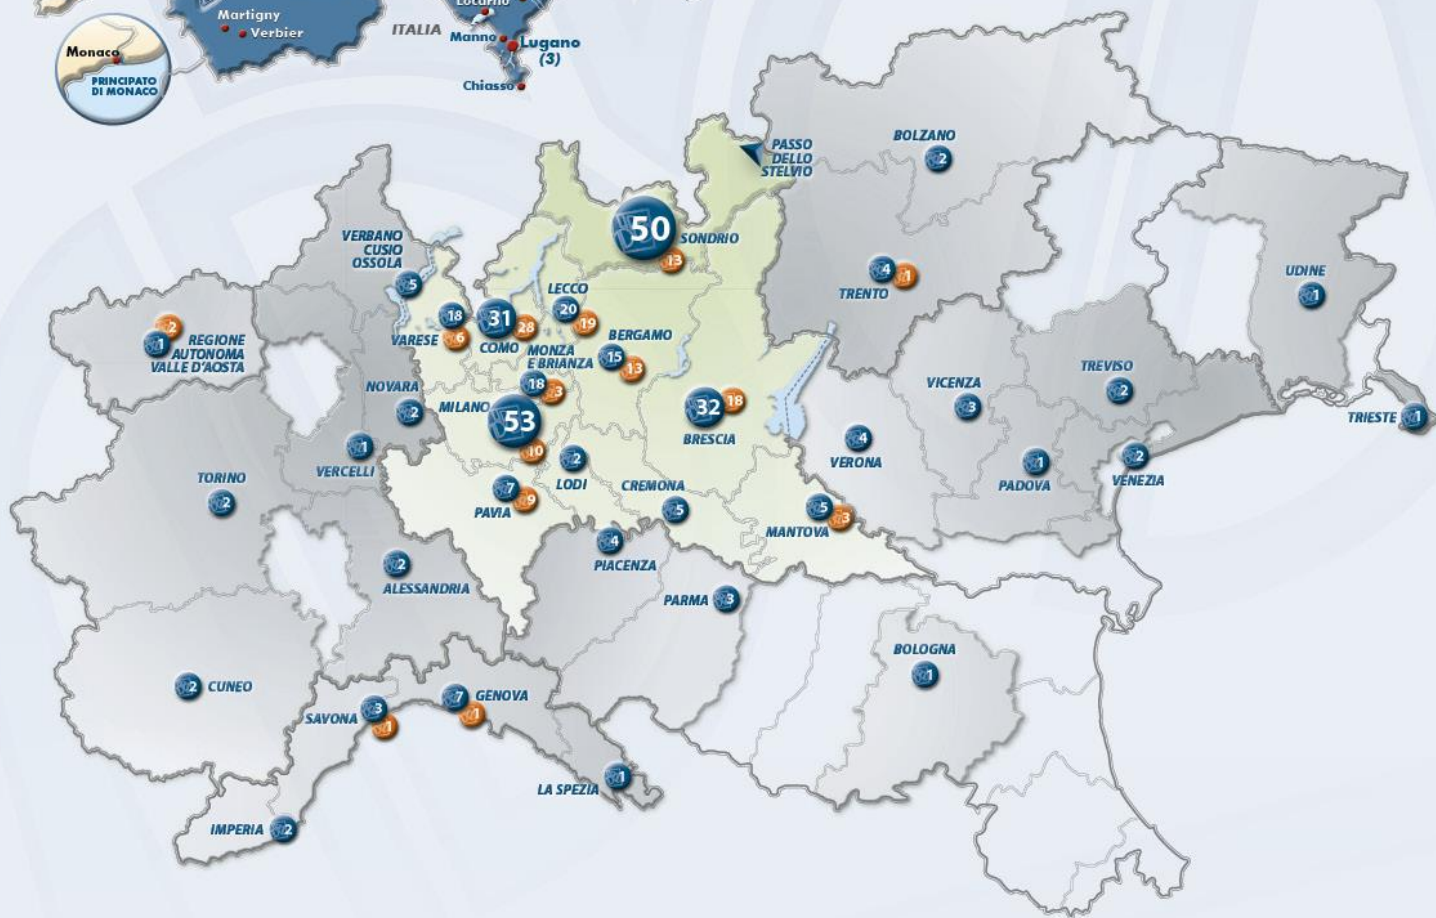 Locarno
Martigny
Verbier
ITALIA
Manno
Lugano
(3)
Monaco
PRINCIPATO
DI MONACO
Chiasso
BOLZANO
2
PASSO
DELLO
STELVIO
50
SONDRIO
13
VERBANO
CUSIO
OSSOLA
5
4
1
TRENTO
UDINE
1
LECCO
20
19
18
VARESE
6
31
28
COMO
2
1
REGIONE
AUTONOMA
VALLE D'AOSTA
MONZA
E BRIANZA
18
3
BERGAMO
15
13
NOVARA
2
MILANO
53
10
32
18
BRESCIA
VICENZA
3
TREVISO
2
TRIESTE
1
1
VERCELLI
4
VERONA
1
PADOVA
2
VENEZIA
TORINO
2
7
9
PAVIA
2
LODI
CREMONA
5
5
3
MANTOVA
4
PIACENZA
2
ALESSANDRIA
PARMA
3
BOLOGNA
1
2
CUNEO
SAVONA
3
1
7
GENOVA
1
LA SPEZIA
1
IMPERIA
2